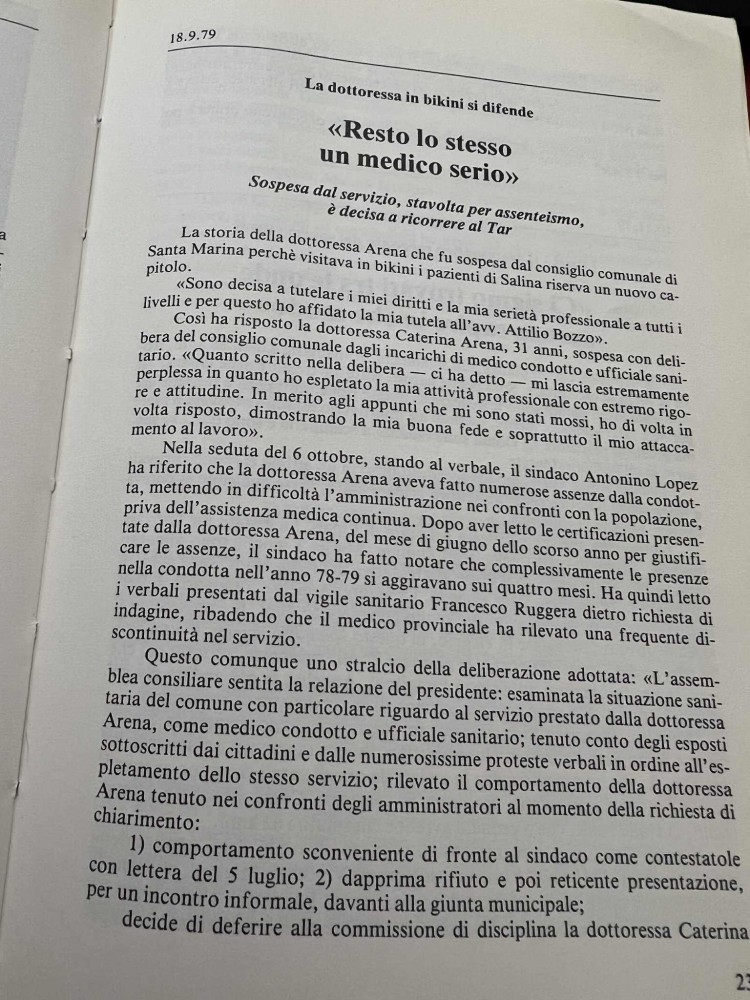 18.9.79
La dottoressa in bikini si difende
«Resto lo stesso
un medico serio»
Sospesa dal servizio, stavolta per assenteismo,
è decisa a ricorrere al Tar
La storia della dottoressa Arena che fu sospesa dal consiglio comunale di
Santa Marina perchè visitava in bikini i pazienti di Salina riserva un nuovo ca-
pitolo.
«Sono decisa a tutelare i miei diritti e la mia serietà professionale a tutti i
livelli e per questo ho affidato la mia tutela all'avv. Attilio Bozzo».
Così ha risposto la dottoressa Caterina Arena, 31 anni, sospesa con deli-
bera del consiglio comunale dagli incarichi di medico condotto e ufficiale sani-
tario. «Quanto scritto nella delibera — ci ha detto — mi lascia estremamente
perplessa in quanto ho espletato la mia attività professionale con estremo rigo-
re e attitudine. In merito agli appunti che mi sono stati mossi, ho di volta in
volta risposto, dimostrando la mia buona fede e soprattutto il mio attacca-
mento al lavoro».
Nella seduta del 6 ottobre, stando al verbale, il sindaco Antonino Lopez
ha riferito che la dottoressa Arena aveva fatto numerose assenze dalla condot-
ta, mettendo in difficoltà l'amministrazione nei confronti con la popolazione,
priva dell'assistenza medica continua. Dopo aver letto le certificazioni presen-
tate dalla dottoressa Arena, del mese di giugno dello scorso anno per giustifi-
care le assenze, il sindaco ha fatto notare che complessivamente le presenze
nella condotta nell'anno 78-79 si aggiravano sui quattro mesi. Ha quindi letto
i verbali presentati dal vigile sanitario Francesco Ruggera dietro richiesta di
indagine, ribadendo che il medico provinciale ha rilevato una frequente di-
scontinuità nel servizio.
Questo comunque uno stralcio della deliberazione adottata: «L'assem-
blea consiliare sentita la relazione del presidente: esaminata la situazione sani-
taria del comune con particolare riguardo al servizio prestato dalla dottoressa
Arena, come medico condotto e ufficiale sanitario; tenuto conto degli esposti
sottoscritti dai cittadini e dalle numerosissime proteste verbali in ordine all'es-
pletamento dello stesso servizio; rilevato il comportamento della dottoressa
Arena tenuto nei confronti degli amministratori al momento della richiesta di
chiarimento:
1) comportamento sconveniente di fronte al sindaco come contestatole
con lettera del 5 luglio; 2) dapprima rifiuto e poi reticente presentazione,
per un incontro informale, davanti alla giunta municipale;
decide di deferire alla commissione di disciplina la dottoressa Caterina